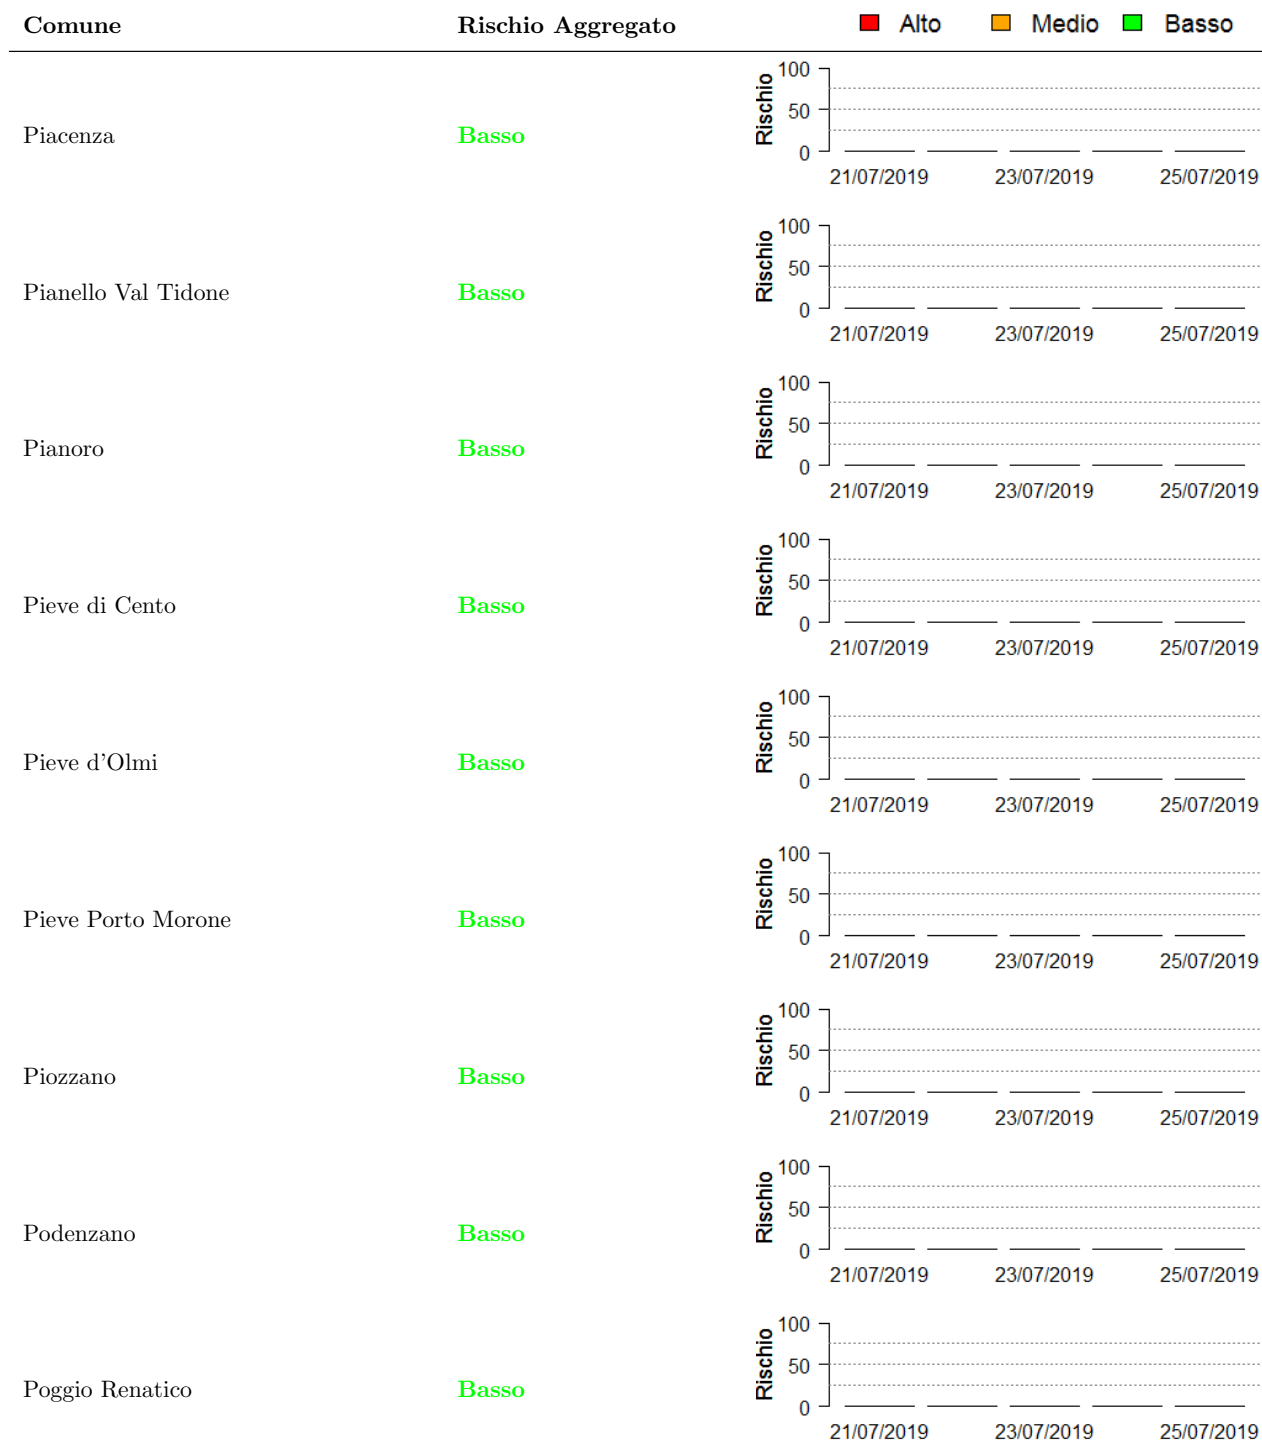 Comune Rischio Aggregato Alto Medio Basso
100
50
0
Rischio
Piacenza Basso
21/07/2019 23/07/2019 25/07/2019
100
50
0
Rischio
Pianello Val Tidone Basso
21/07/2019 23/07/2019 25/07/2019
100
50
0
Rischio
Pianoro Basso
21/07/2019 23/07/2019 25/07/2019
100
50
0
Rischio
Pieve di Cento Basso
21/07/2019 23/07/2019 25/07/2019
100
50
0
Rischio
Pieve d'Olmi Basso
21/07/2019 23/07/2019 25/07/2019
100
50
0
Rischio
Pieve Porto Morone Basso
21/07/2019 23/07/2019 25/07/2019
100
50
0
Rischio
Piozzano Basso
21/07/2019 23/07/2019 25/07/2019
100
50
0
Rischio
Podenzano Basso
21/07/2019 23/07/2019 25/07/2019
100
50
0
Rischio
Poggio Renatico Basso
21/07/2019 23/07/2019 25/07/2019